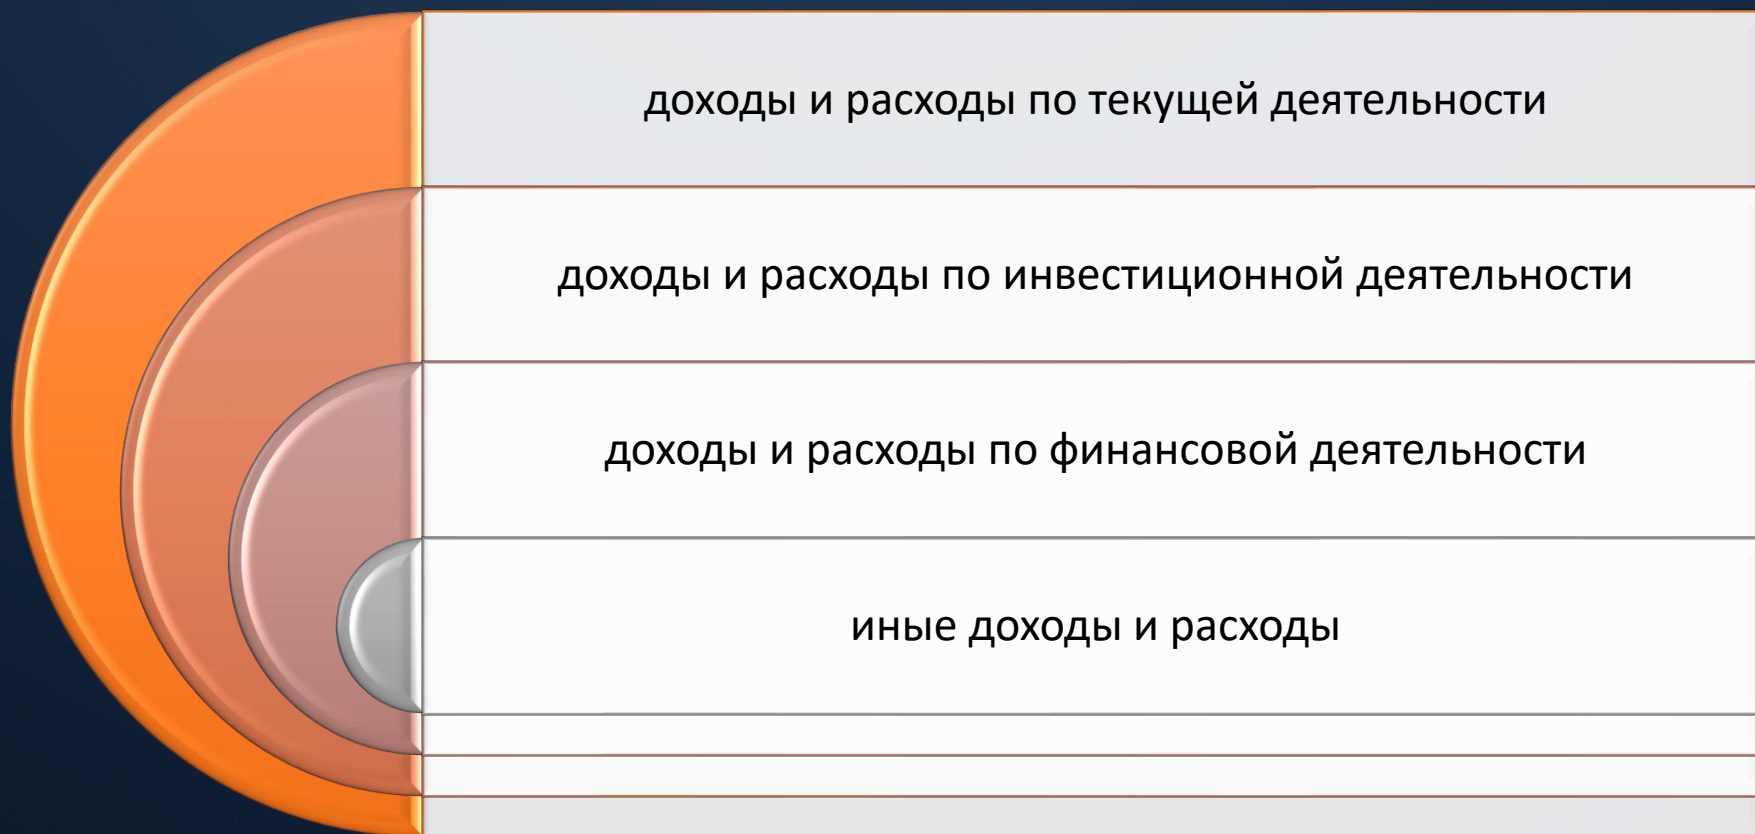 доходы и расходы по текущей деятельности
доходы и расходы по инвестиционной деятельности
доходы и расходы по финансовой деятельности
иные доходы и расходы